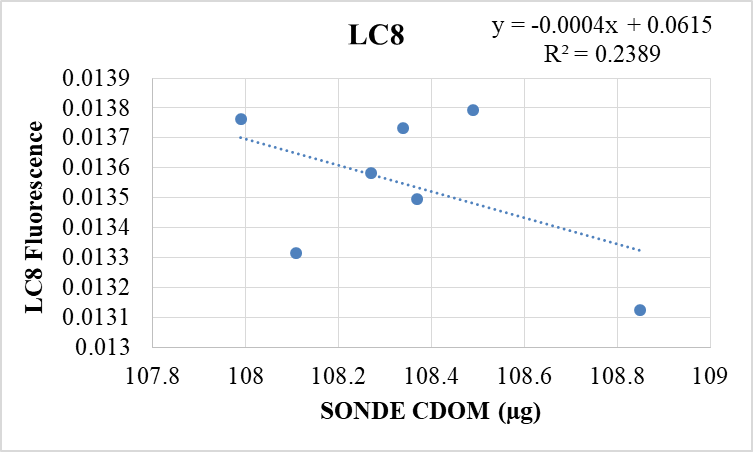 LC8
y = -0.0004x + 0.0615
R² = 0.2389
0.0139
0.0138
0.0137
0.0136
0.0135
0.0134
0.0133
0.0132
0.0131
0.013
LC8 Fluorescence
107.8 108 108.2 108.4 108.6 108.8 109
SONDE CDOM (µg)